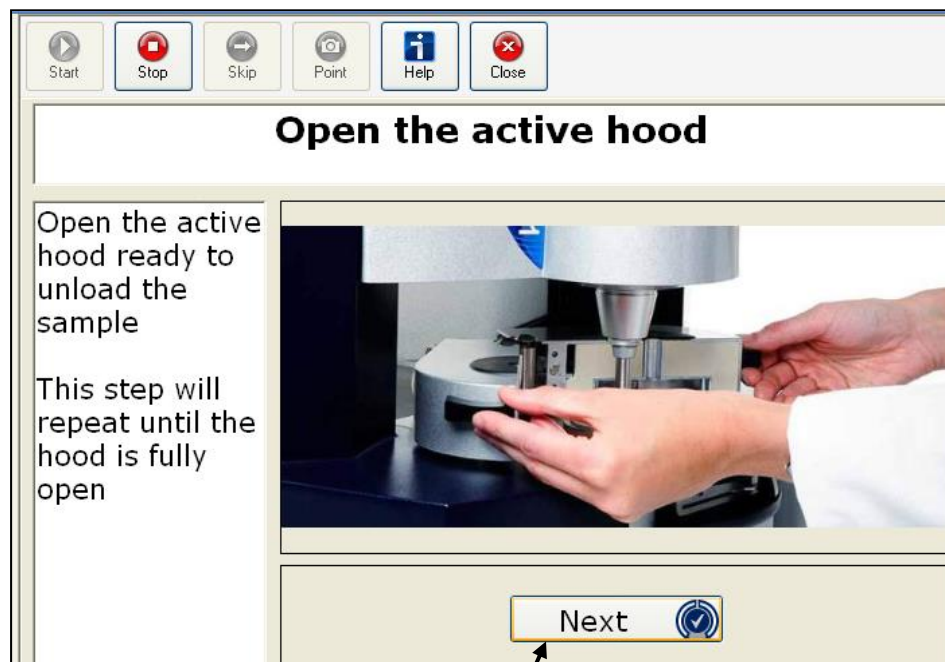 Start Stop Skip Point Help Close
Open the active hood
Open the active
hood ready to
unload the
sample
This step will
repeat until the
hood is fully
open
Next